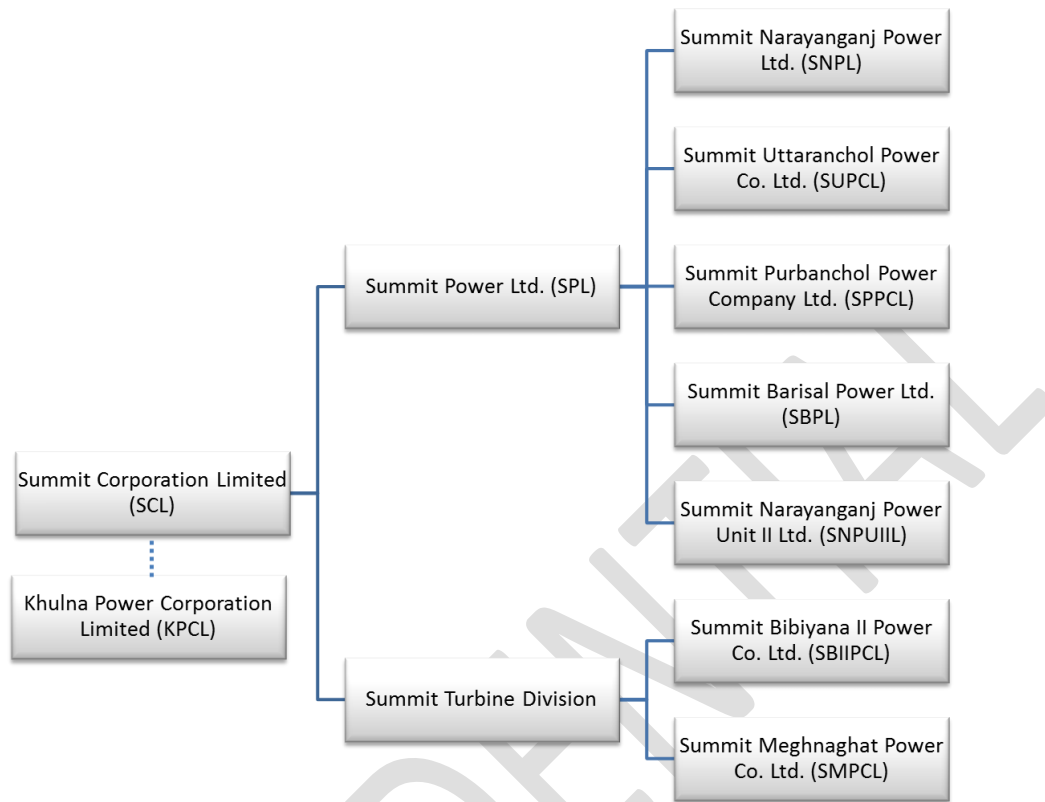 Summit Narayanganj Power
Ltd. (SNPL)
Summit Uttaranchol Power
Co. Ltd. (SUPCL)
Summit Power Ltd. (SPL)
Summit Purbanchol Power
Company Ltd. (SPPCL)
Summit Barisal Power Ltd.
(SBPL)
Summit Corporation Limited
(SCL)
Summit Narayanganj Power
Unit II Ltd. (SNPUIIL)
Khulna Power Corporation
Limited (KPCL)
Summit Bibiyana II Power
Co. Ltd. (SBIIPCL)
Summit Turbine Division
Summit Meghnaghat Power
Co. Ltd. (SMPCL)